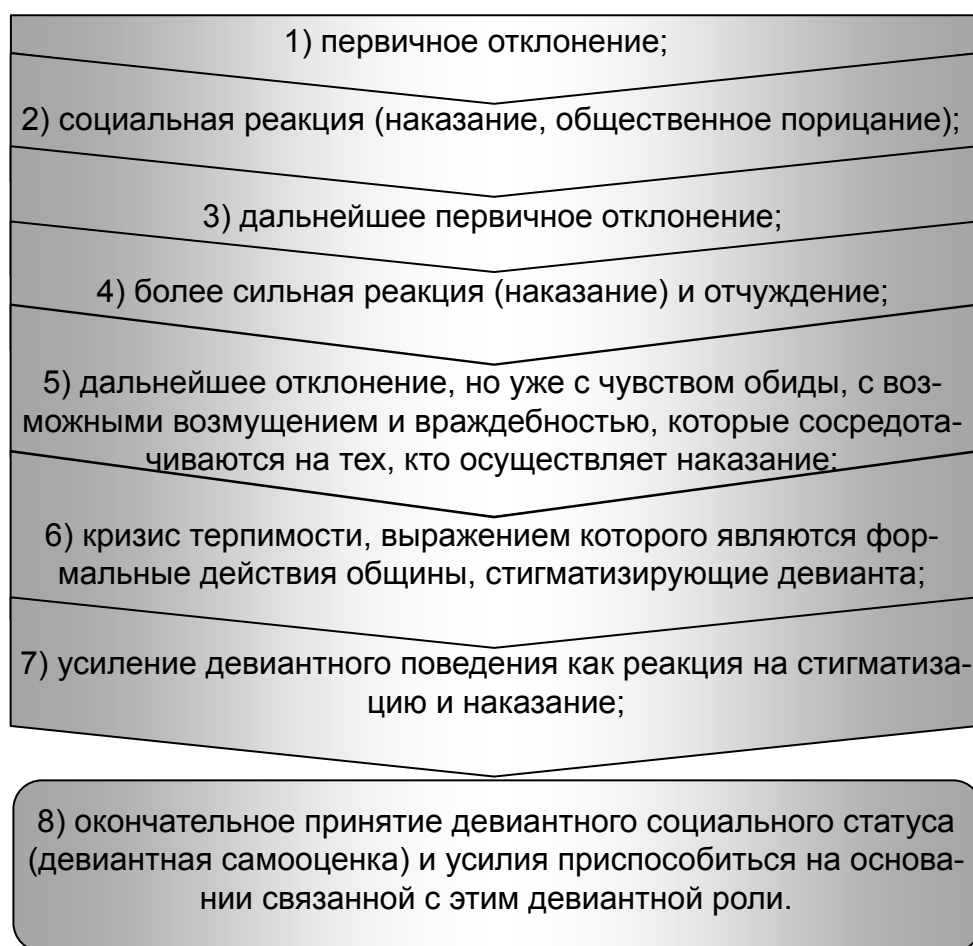 1) первичное отклонение;
2) социальная реакция (наказание, общественное порицание);
3) дальнейшее первичное отклонение;
4) более сильная реакция (наказание) и отчуждение;
5) дальнейшее отклонение, но уже с чувством обиды, с воз-
можными возмущением и враждебностью, которые сосредота-
чиваются на тех, кто осуществляет наказание;
6) кризис терпимости, выражением которого являются фор-
мальные действия общины, стигматизирующие девианта;
7) усиление девиантного поведения как реакция на стигматиза-
цию и наказание;
8) окончательное принятие девиантного социального статуса
(девиантная самооценка) и усилия приспособиться на основа-
нии связанной с этим девиантной роли.